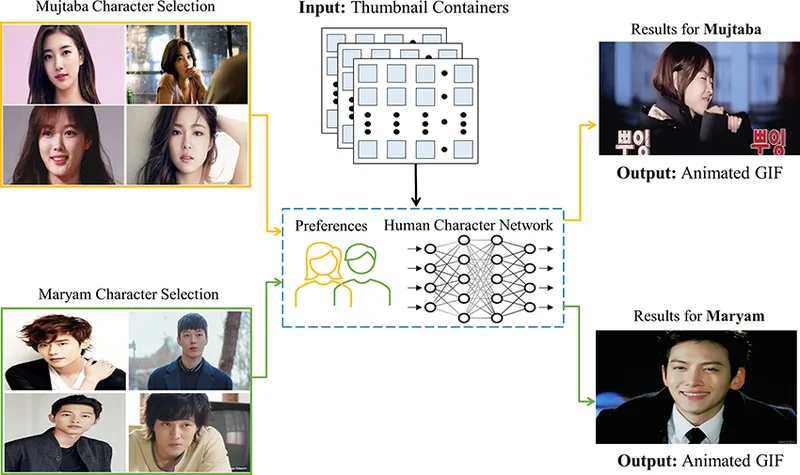 Mujtaba Character Selection
Input: Thumbnail Containers
Results for Mujtaba
뿌잉
뿌잉
Output: Animated GIF
Preferences
Human Character Network
Maryam Character Selection
Results for Maryam
Output: Animated GIF